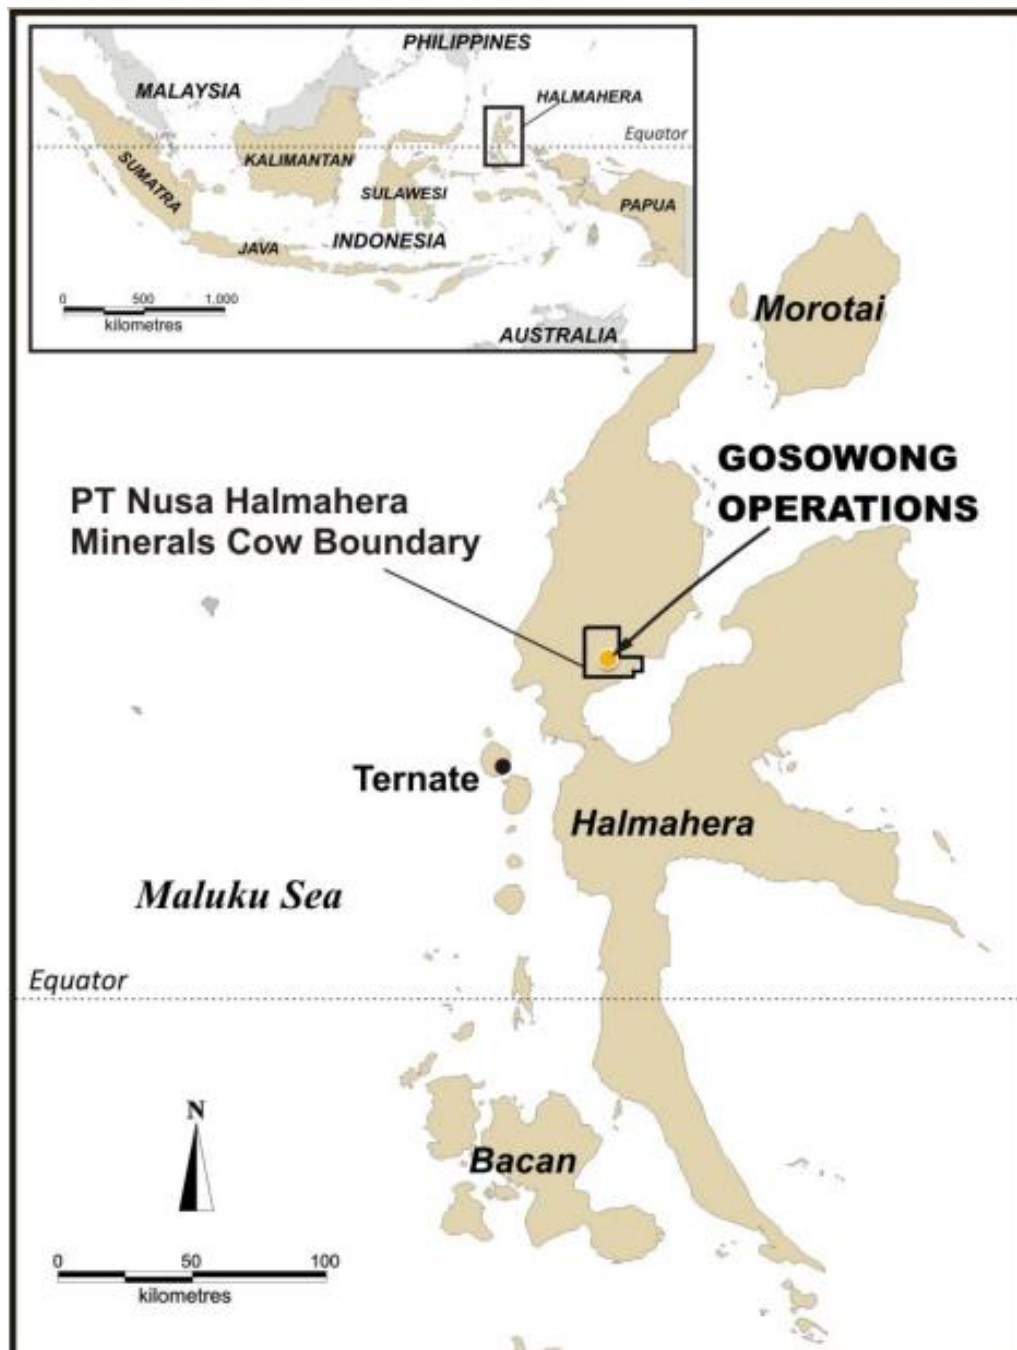 PHILIPPINES
MALAYSIA
HALMAHERA
Equator
SUMATRA
KALIMANTAN
SULAWESI
PAPUA
JAVA
INDONESIA
0 500 1.000
kilometres
AUSTRALIA
Morotai
GOSOWONG
OPERATIONS
PT Nusa Halmahera
Minerals Cow Boundary
Ternate
Halmahera
Maluku Sea
Equator
N
Bacan
0 50 100
kilometres